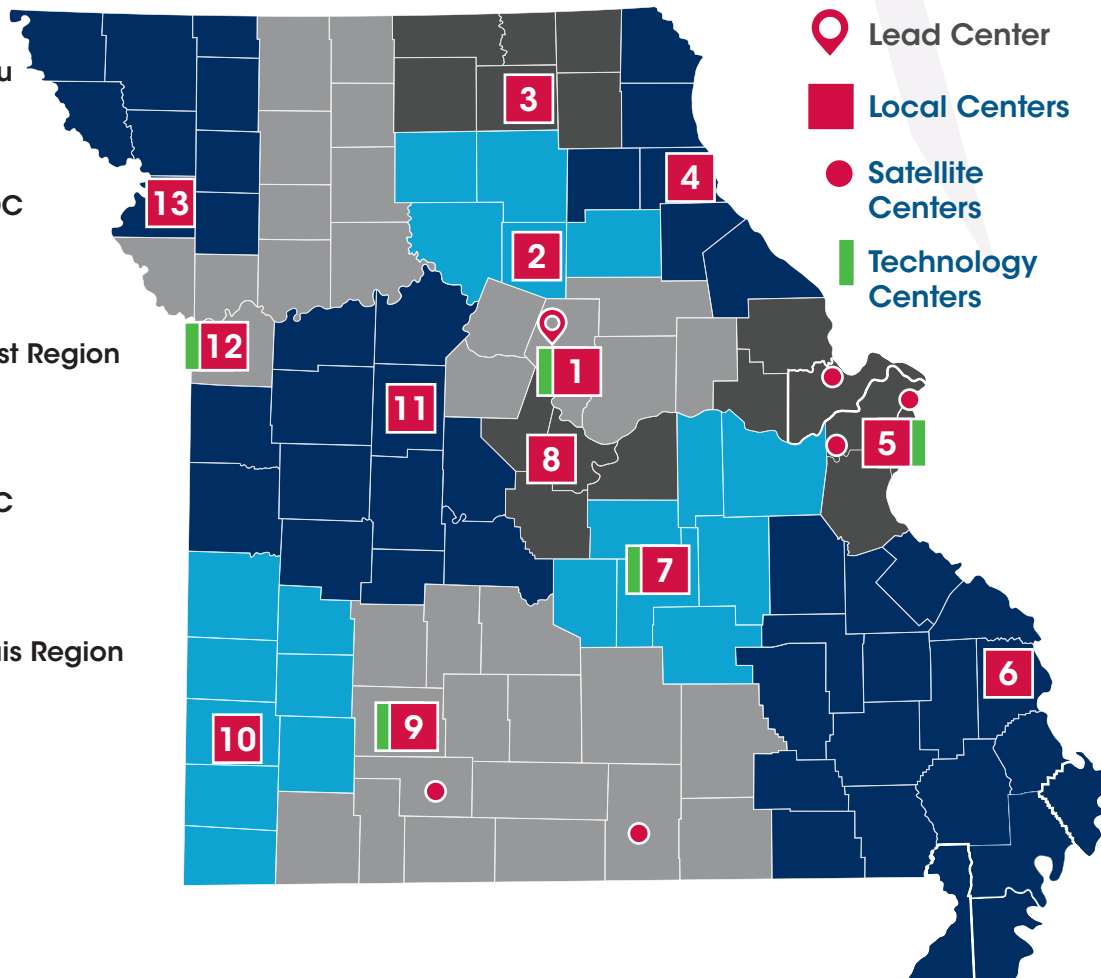 u
C
st Region
C
is Region
Lead Center
Local Centers
Satellite
Centers
Technology
Centers
3
4
13
2
12
1
11
5
8
7
6
9
10